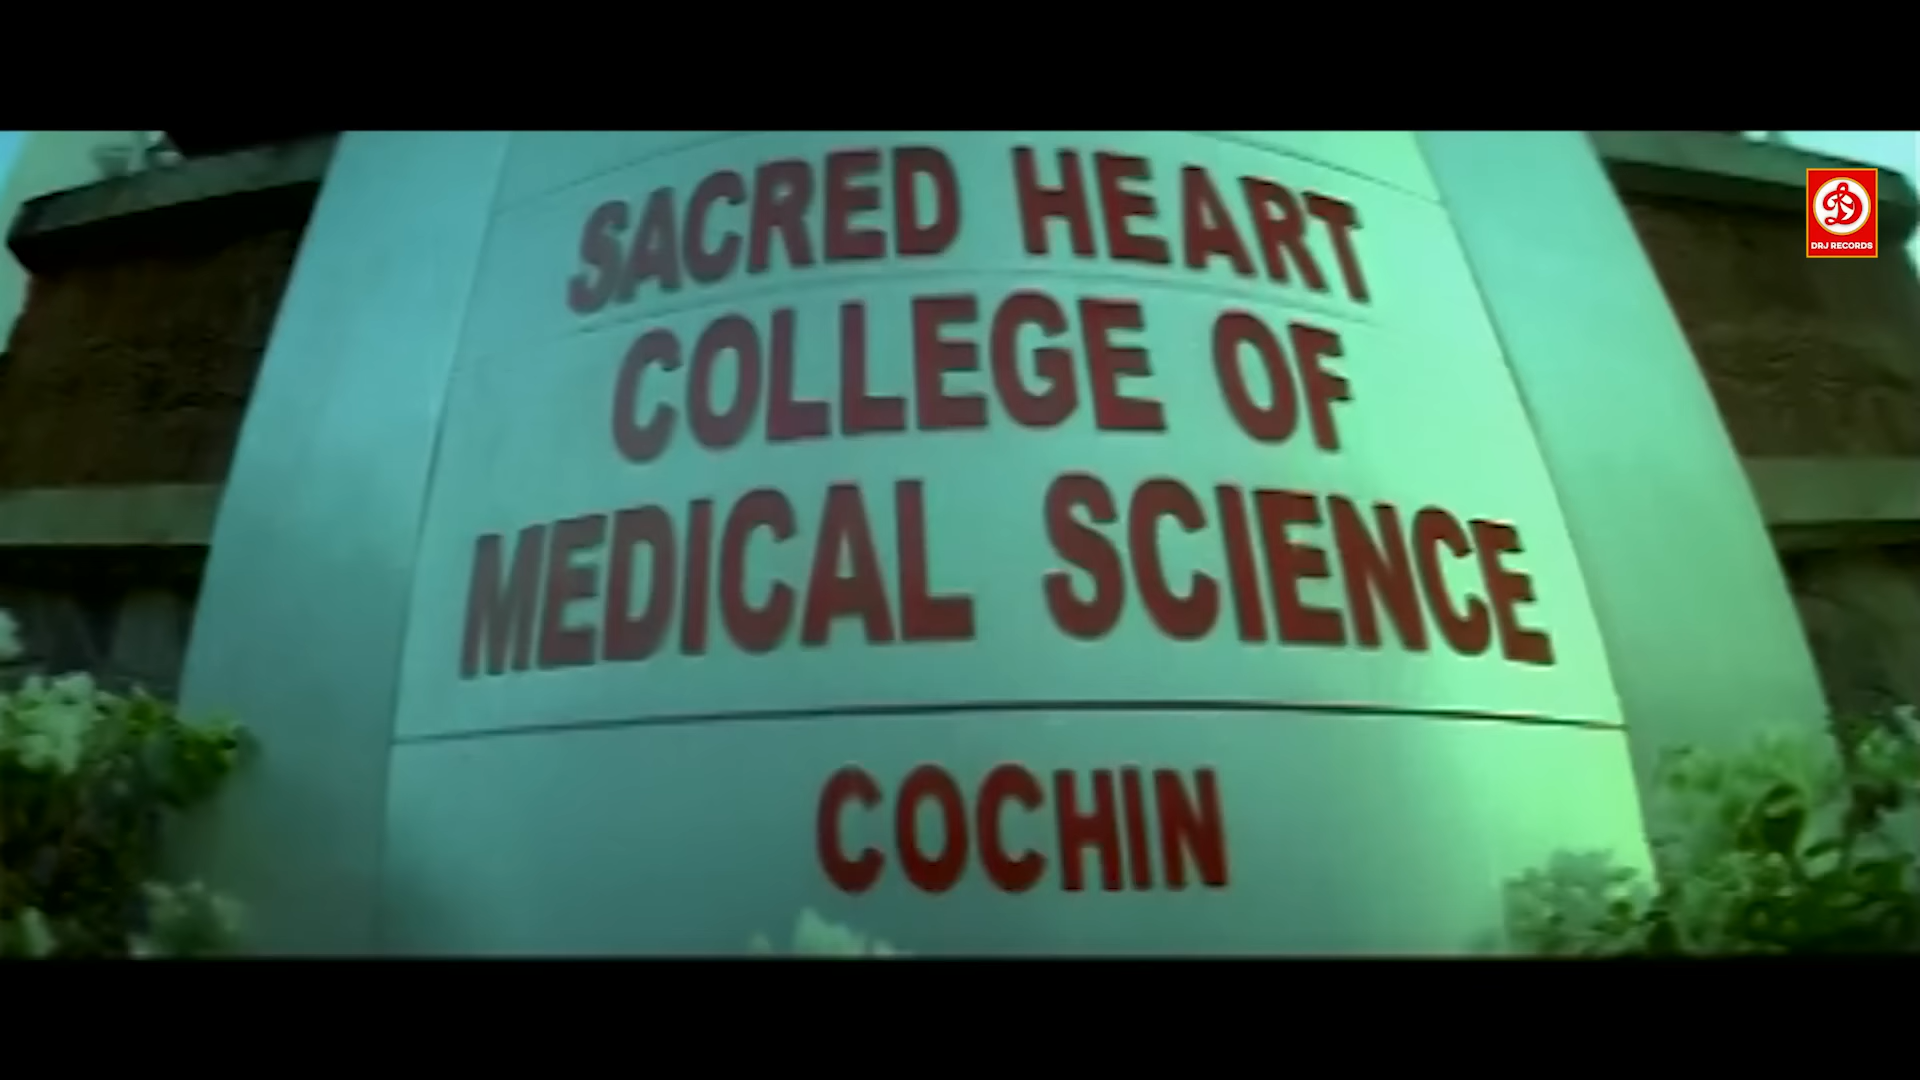 SACRED HEART
COLLEGE OF
MEDICAL SCIENCE
COCHIN
DRJ RECORDS